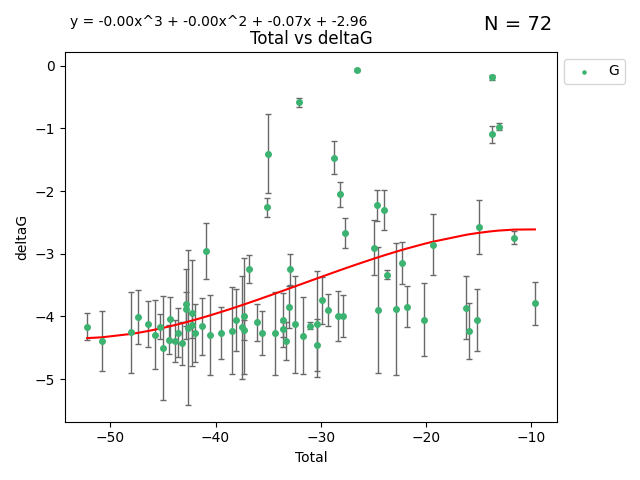 y = -0.00x^3 + -0.00x^2 + -0.07x + -2.96
N = 72
Total vs deltaG
G
deltaG
0
−1
−2
−3
−4
−5
−50
−40
−30
−20
−10
Total